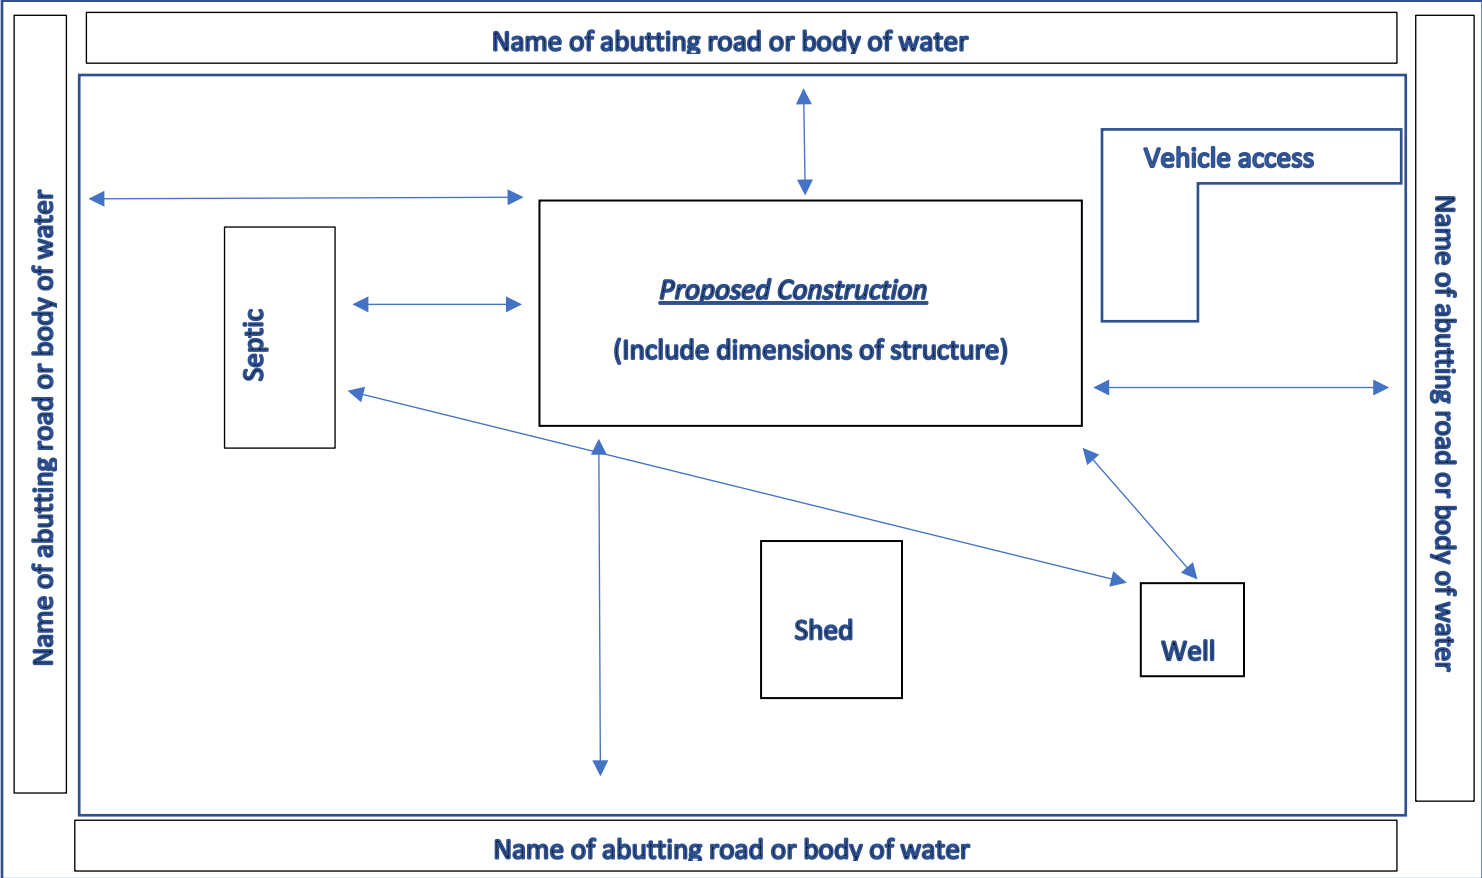 Name of abutting road or body of water
Vehicle access
Name of abutting road or body of water
Septic
Proposed Construction
(Include dimensions of structure)
Name of abutting road or body of water
Shed
Well
Name of abutting road or body of water